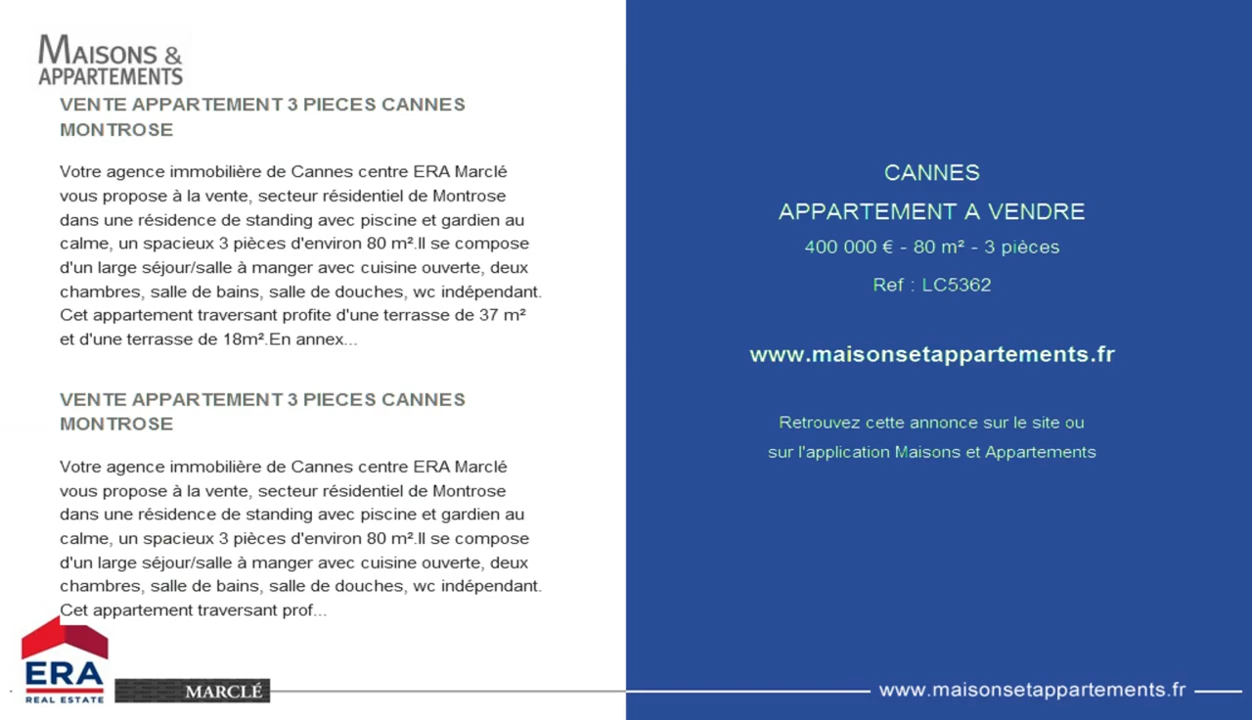 MAISONS &
APPARTEMENTS
VENTE APPARTEMENT 3 PIECES CANNES
MONTROSE
Votre agence immobilière de Cannes centre ERA Marclé
vous propose à la vente, secteur résidentiel de Montrose
dans une résidence de standing avec piscine et gardien au
calme, un spacieux 3 pièces d'environ 80 m².Il se compose
d'un large séjour/salle à manger avec cuisine ouverte, deux
chambres, salle de bains, salle de douches, wc indépendant.
Cet appartement traversant profite d'une terrasse de 37 m²
et d'une terrasse de 18m².En annex...
VENTE APPARTEMENT 3 PIECES CANNES
MONTROSE
Votre agence immobilière de Cannes centre ERA Marclé
vous propose à la vente, secteur résidentiel de Montrose
dans une résidence de standing avec piscine et gardien au
calme, un spacieux 3 pièces d'environ 80 m².Il se compose
d'un large séjour/salle à manger avec cuisine ouverte, deux
chambres, salle de bains, salle de douches, wc indépendant.
Cet appartement traversant prof...
ERA
REAL ESTATE
MARCLÉ
CANNES
APPARTEMENT A VENDRE
400 000 € - 80 m² - 3 pièces
Ref : LC5362
www.maisonsetappartements.fr
Retrouvez cette annonce sur le site ou
sur l'application Maisons et Appartements
www.maisonsetappartements.fr